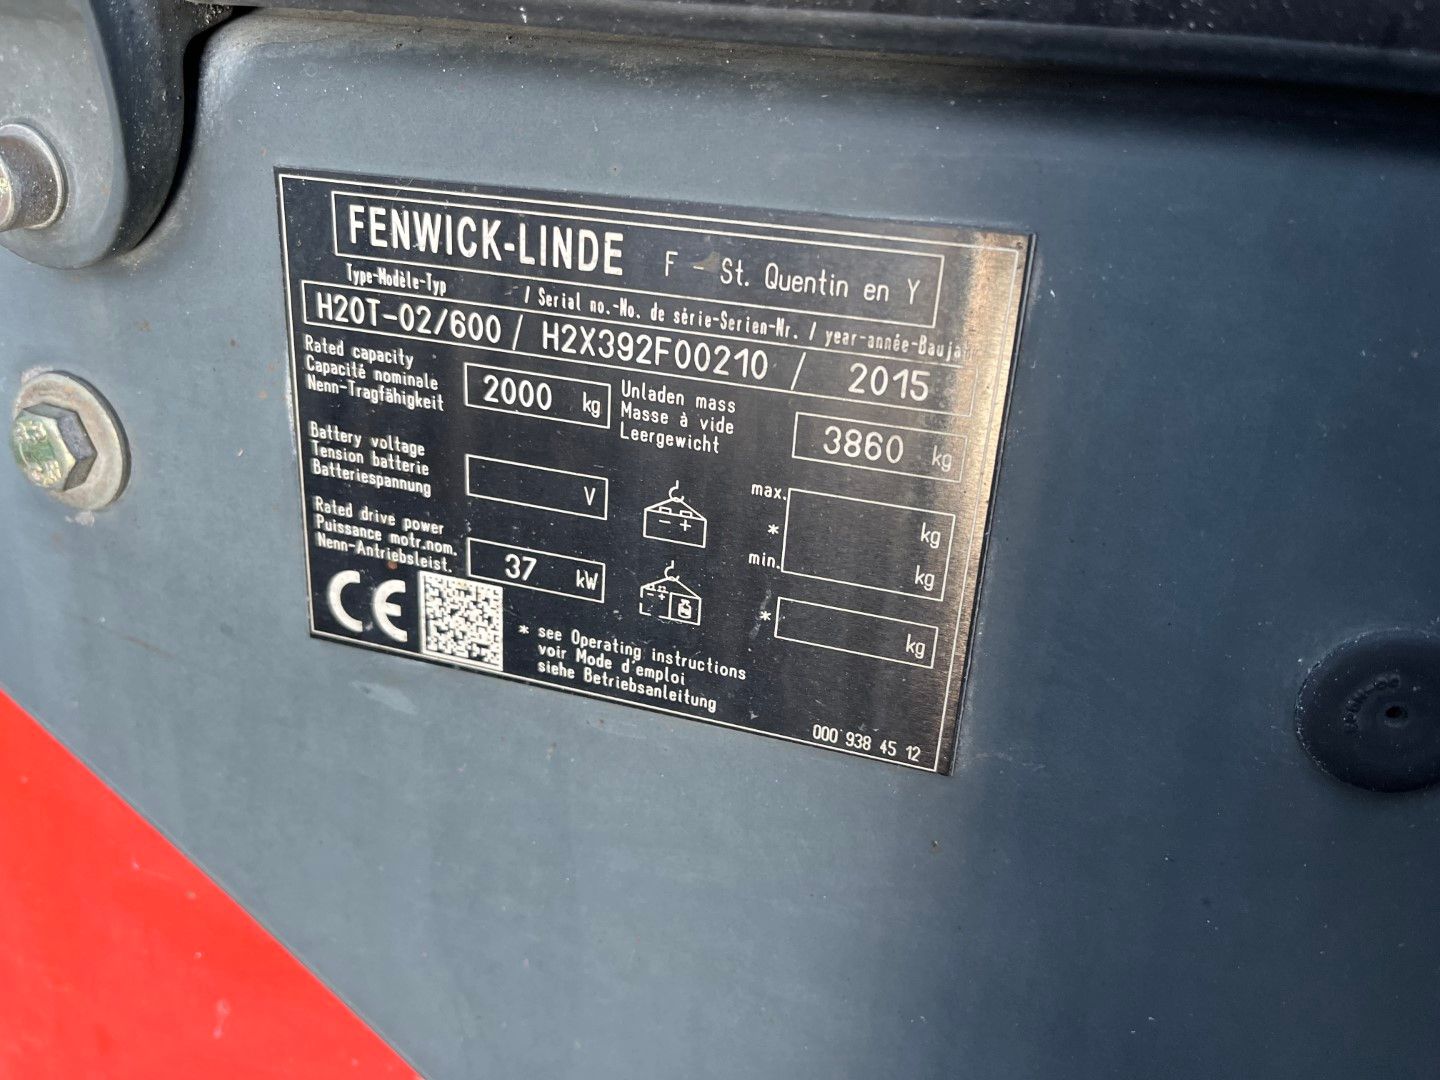 FENWICK-LINDE F - St. Quentin en Y
Type-Modèle-Typ / Serial no.-No. de série-Serien-Nr. / year-année-Baujahr
H20T-02/600 / H2X392F00210 / 2015
Rated capacity
Capacité nominale
Nenn-Tragfähigkeit
2000 kg
Unladen mass
Masse à vide
Leergewicht
3860 kg
Battery voltage
Tension batterie
Batteriespannung
V
- +
max.
kg
*
min.
kg
Rated drive power
Puissance motr.nom.
Nenn-Antriebsleist.
37 kW
- +
*
kg
CE
* see Operating instructions
voir Mode d'emploi
siehe Betriebsanleitung
000 938 45 12